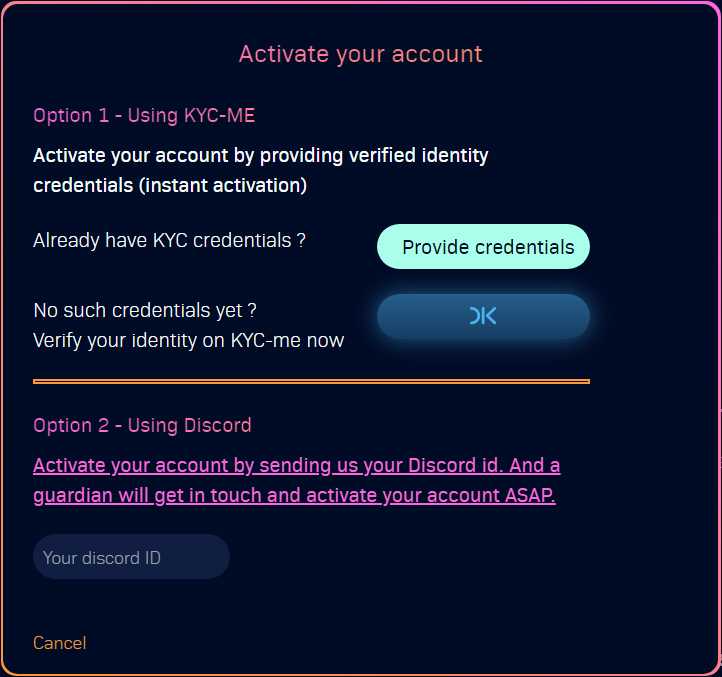 Activate your account
Option 1 - Using KYC-ME
Activate your account by providing verified identity
credentials (instant activation)
Already have KYC credentials ?
Provide credentials
No such credentials yet ?
Verify your identity on KYC-me now
Option 2 - Using Discord
Activate your account by sending us your Discord id. And a
guardian will get in touch and activate your account ASAP.
Your discord ID
Cancel